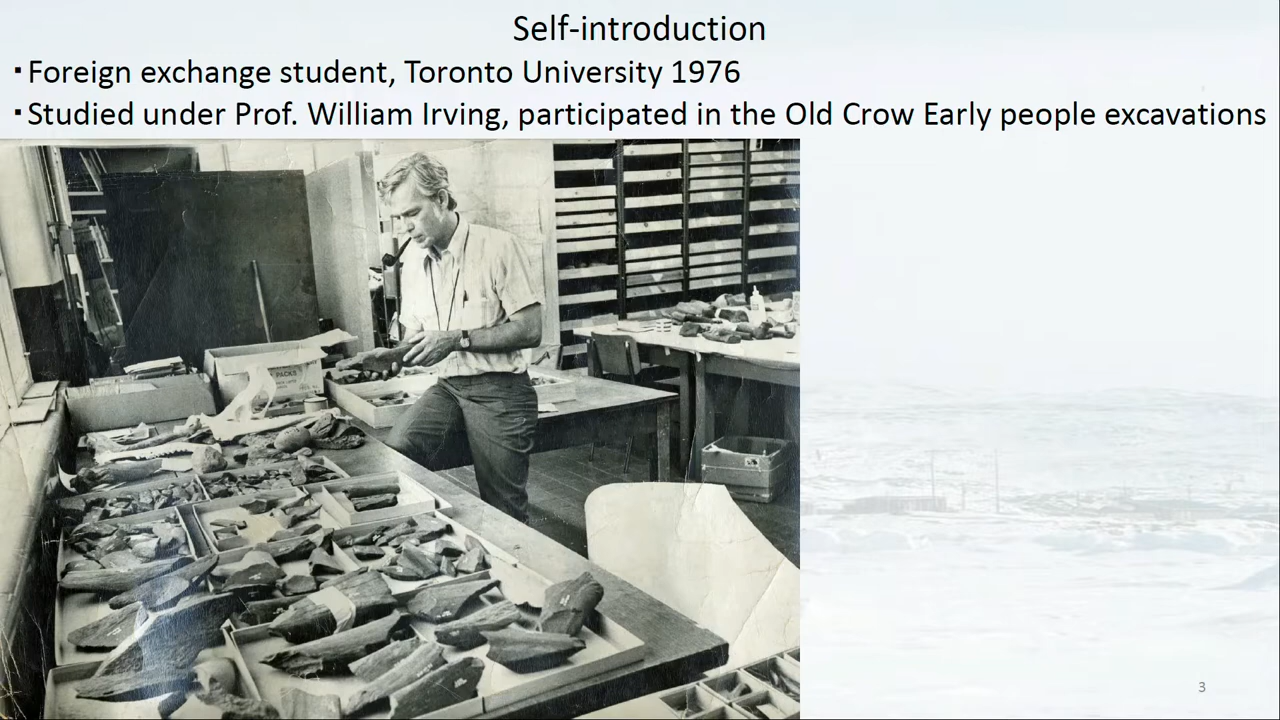 Self-introduction
▪Foreign exchange student, Toronto University 1976
▪Studied under Prof. William Irving, participated in the Old Crow Early people excavations
PACKS
3